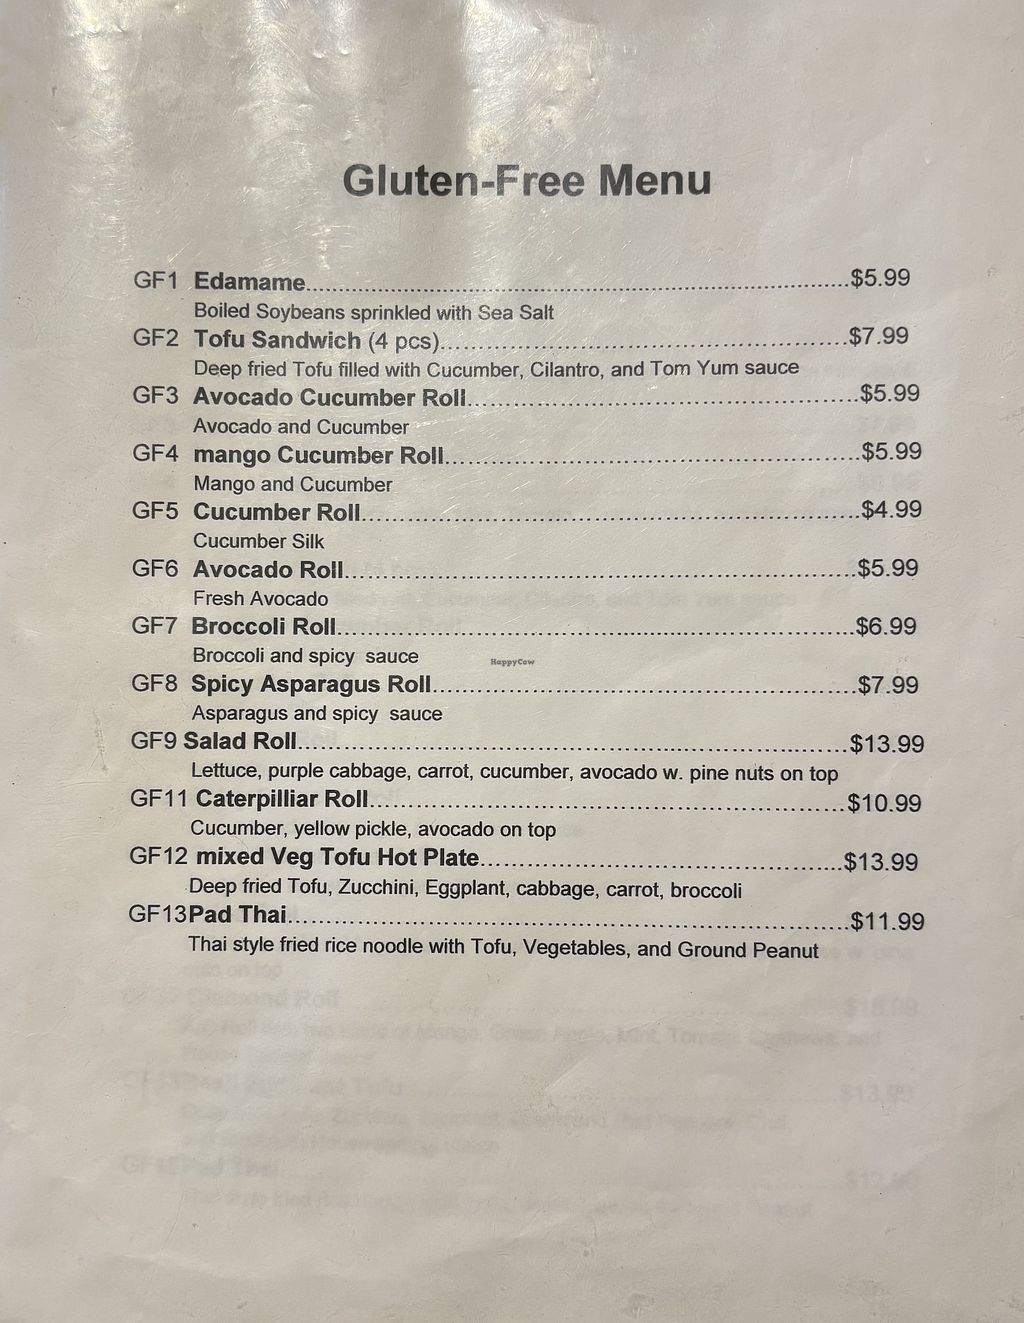 Gluten-Free Menu
GF1 Edamame.......................................................................................$5.99
Boiled Soybeans sprinkled with Sea Salt
GF2 Tofu Sandwich (4 pcs)..................................................................$7.99
Deep fried Tofu filled with Cucumber, Cilantro, and Tom Yum sauce
GF3 Avocado Cucumber Roll...............................................................$5.99
Avocado and Cucumber
GF4 mango Cucumber Roll..................................................................$5.99
Mango and Cucumber
GF5 Cucumber Roll................................................................................$4.99
Cucumber Silk
GF6 Avocado Roll..................................................................................$5.99
Fresh Avocado
GF7 Broccoli Roll...................................................................................$6.99
Broccoli and spicy sauce
HappyCow
GF8 Spicy Asparagus Roll....................................................................$7.99
Asparagus and spicy sauce
GF9 Salad Roll........................................................................................$13.99
Lettuce, purple cabbage, carrot, cucumber, avocado w. pine nuts on top
GF11 Caterpilliar Roll............................................................................$10.99
Cucumber, yellow pickle, avocado on top
GF12 mixed Veg Tofu Hot Plate..........................................................$13.99
Deep fried Tofu, Zucchini, Eggplant, cabbage, carrot, broccoli
GF13Pad Thai.........................................................................................$11.99
Thai style fried rice noodle with Tofu, Vegetables, and Ground Peanut
nuts on top
Diamond Roll